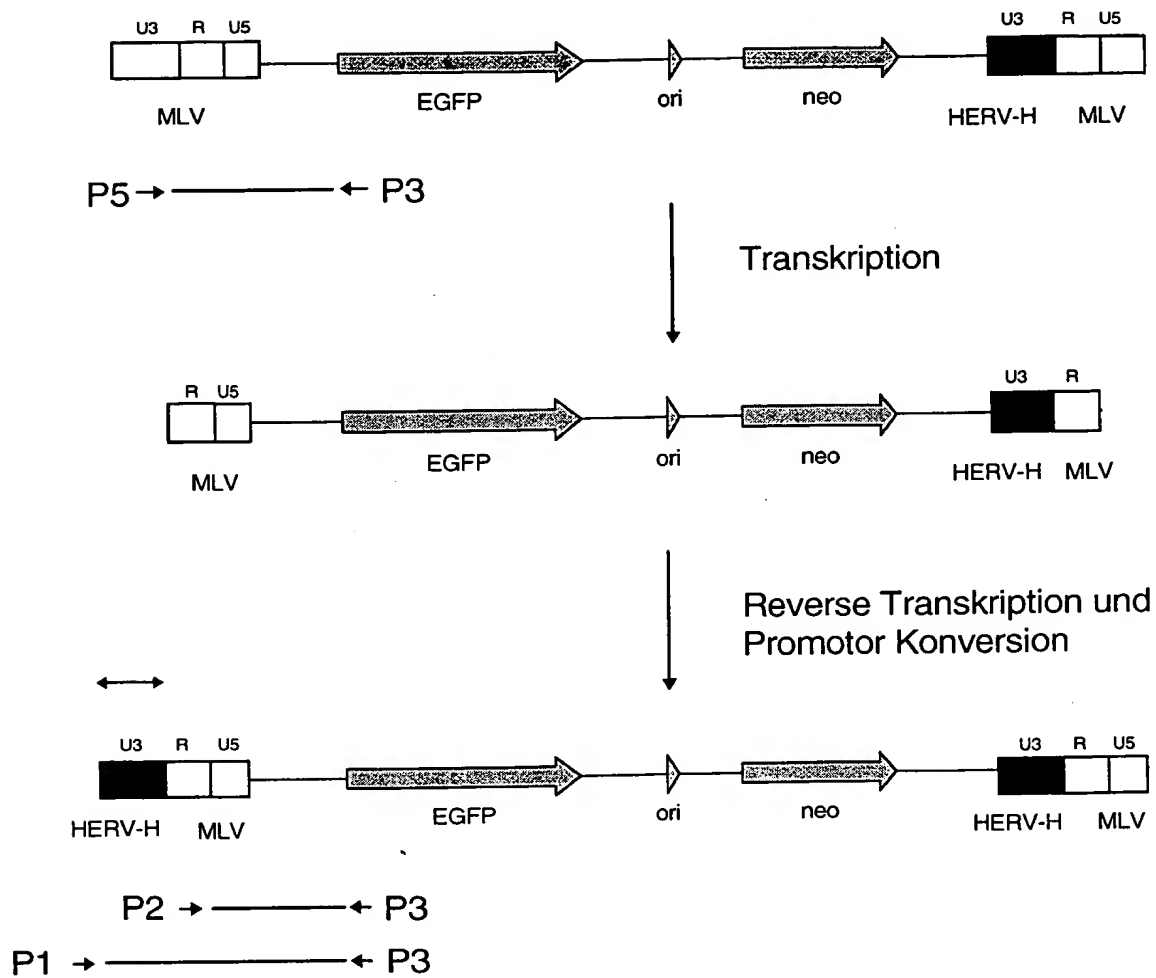 U3 R U5 U3 R U5
EGFP ori neo
MLV HERV-H MLV
P5 P3
Transkription
R U5 U3 R
EGFP ori neo
MLV HERV-H MLV
Reverse Transkription und
Promotor Konversion
U3 R U5 U3 R U5
EGFP ori neo
HERV-H MLV HERV-H MLV
P2 P3
P1 P3